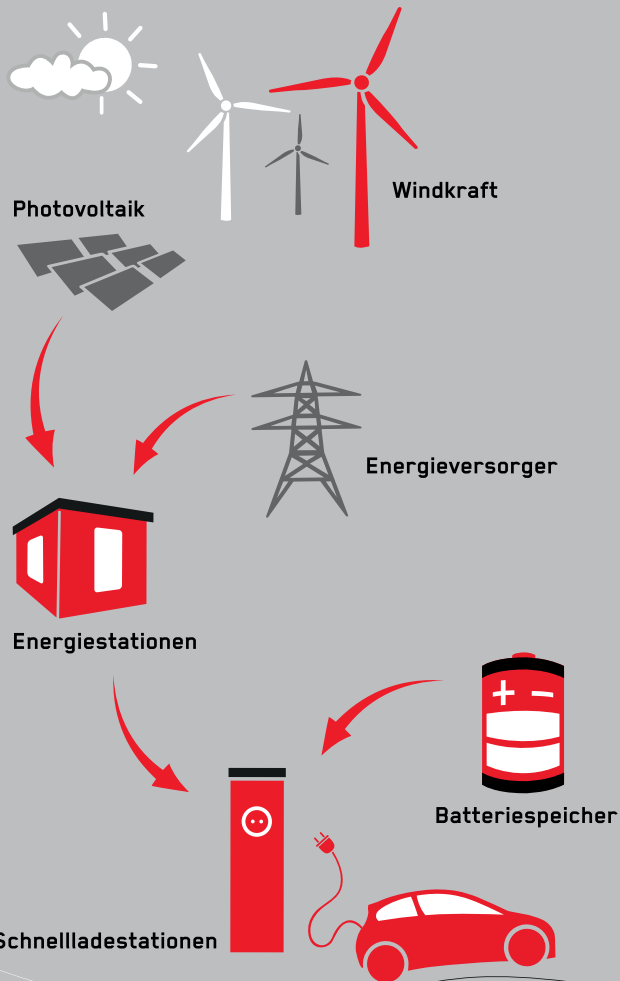 Windkraft
Photovoltaik
Energieversorger
Energiestationen
Batteriespeicher
Schnellladestationen